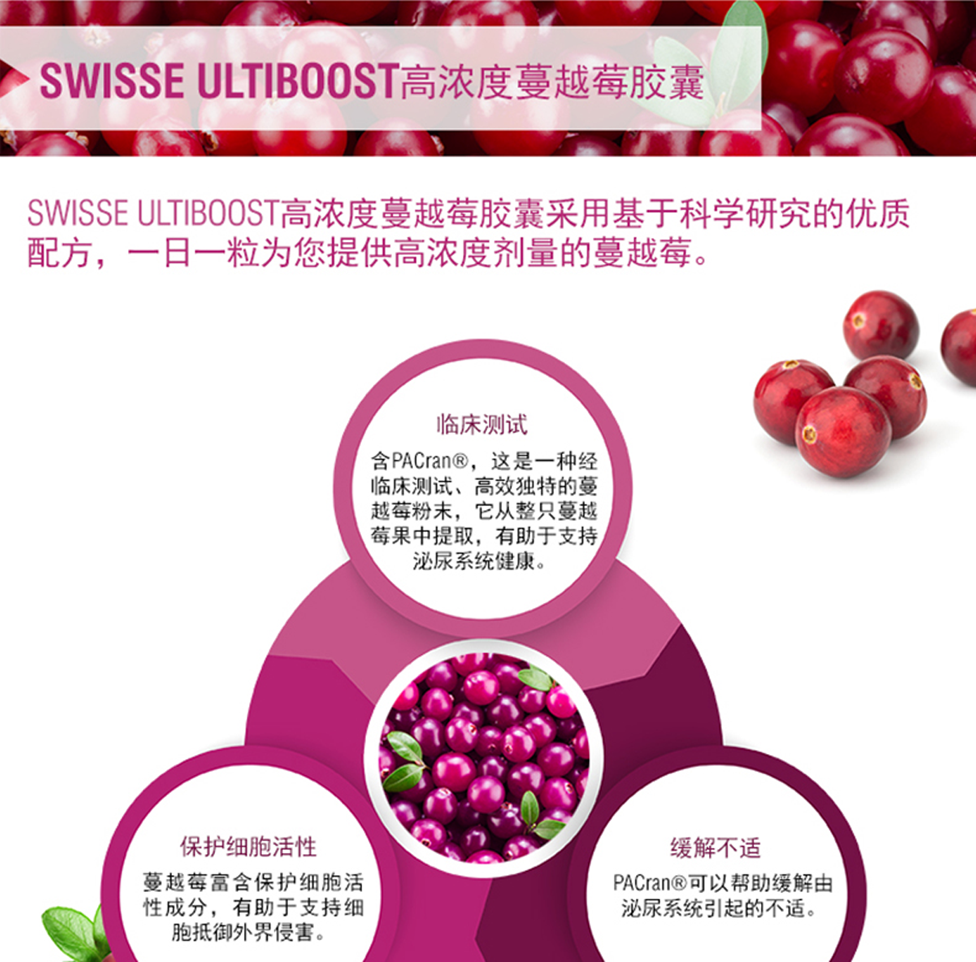 SWISSE ULTIBOOST高浓度蔓越莓胶囊
SWISSE ULTIBOOST高浓度蔓越莓胶囊采用基于科学研究的优质
配方，一日一粒为您提供高浓度剂量的蔓越莓。
临床测试
含PACran®，这是一种经
临床测试、高效独特的蔓
越莓粉末，它从整只蔓越
莓果中提取，有助于支持
泌尿系统健康。
保护细胞活性
蔓越莓富含保护细胞活
性成分，有助于支持细
胞抵御外界侵害。
缓解不适
PACran®可以帮助缓解由
泌尿系统引起的不适。